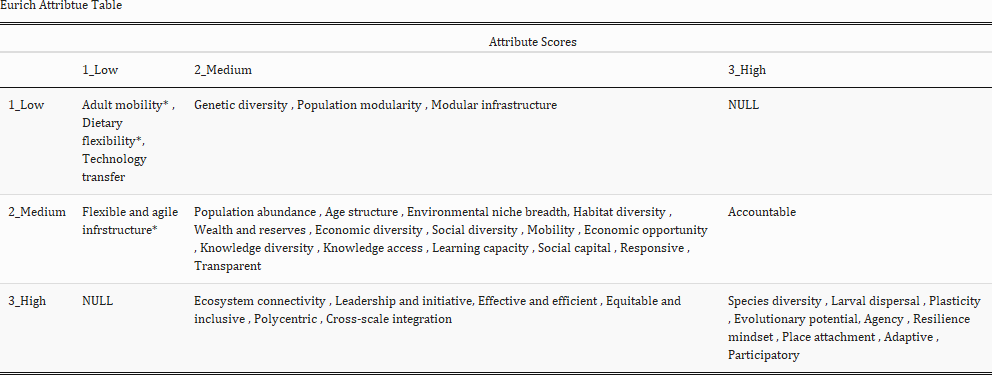 Eurich Attribtue Table
Attribute Scores
1_Low 2_Medium 3_High
1_Low Adult mobility* , Genetic diversity , Population modularity , Modular infrastructure NULL
Dietary
flexibility*,
Technology
transfer
2_Medium Flexible and agile Population abundance , Age structure , Environmental niche breadth, Habitat diversity , Accountable
infrstructure* Wealth and reserves , Economic diversity , Social diversity , Mobility , Economic opportunity
, Knowledge diversity , Knowledge access , Learning capacity , Social capital , Responsive ,
Transparent
3_High NULL Ecosystem connectivity , Leadership and initiative, Effective and efficient , Equitable and Species diversity , Larval dispersal , Plasticity
inclusive , Polycentric , Cross-scale integration , Evolutionary potential, Agency , Resilience
mindset , Place attachment , Adaptive ,
Participatory